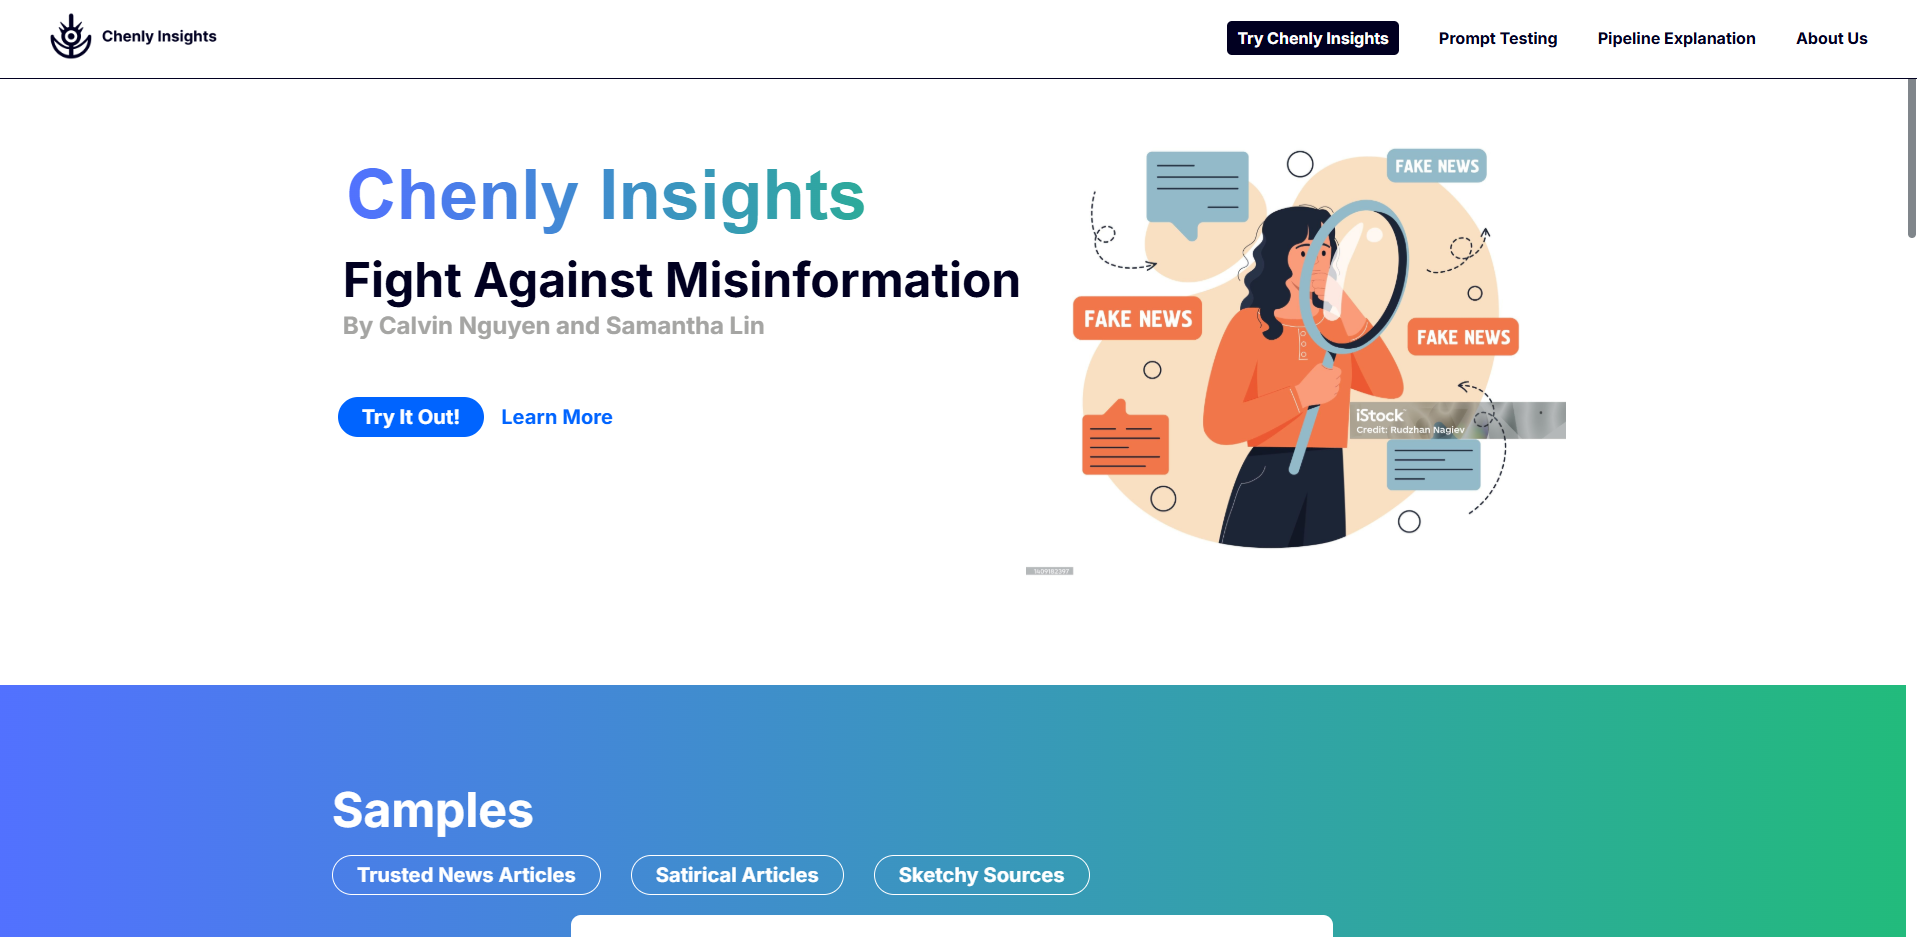 Chenly Insights
Try Chenly Insights
Prompt Testing
Pipeline Explanation
About Us
Chenly Insights
Fight Against Misinformation
By Calvin Nguyen and Samantha Lin
Try It Out!
Learn More
FAKE NEWS
FAKE NEWS
FAKE NEWS
iStock
Credit: Rudzhan Nagiev
1409182397
Samples
Trusted News Articles
Satirical Articles
Sketchy Sources